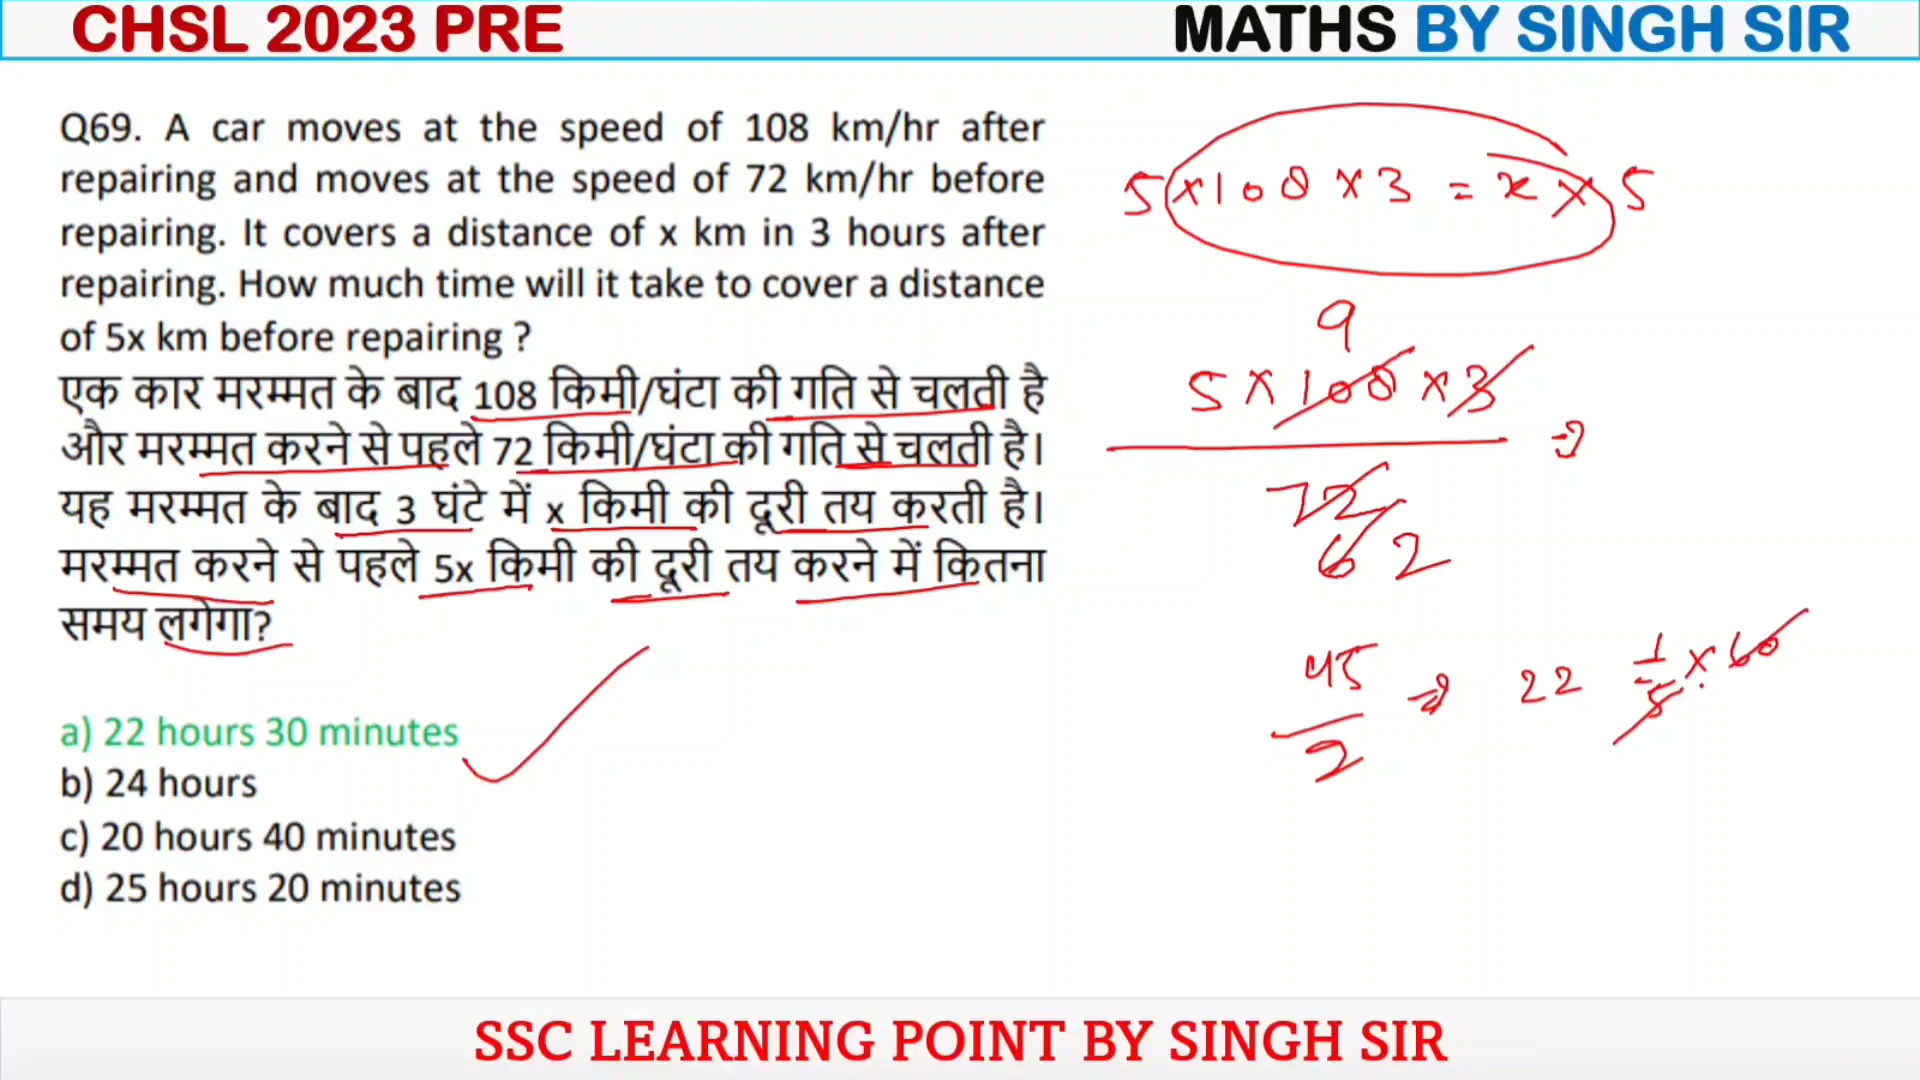 CHSL 2023 PRE
MATHS BY SINGH SIR
Q69. A car moves at the speed of 108 km/hr after
repairing and moves at the speed of 72 km/hr before
repairing. It covers a distance of x km in 3 hours after
repairing. How much time will it take to cover a distance
of 5x km before repairing ?
एक कार मरम्मत के बाद 108 किमी/घंटा की गति से चलती है
और मरम्मत करने से पहले 72 किमी/घंटा की गति से चलती है।
यह मरम्मत के बाद 3 घंटे में x किमी की दूरी तय करती है।
मरम्मत करने से पहले 5x किमी की दूरी तय करने में कितना
समय लगेगा?
a) 22 hours 30 minutes
b) 24 hours
c) 20 hours 40 minutes
d) 25 hours 20 minutes
5 × 108 × 3 = x × 5
9
5 × 108 × 3
72
6 2
45
2
22
1
× 60
SSC LEARNING POINT BY SINGH SIR